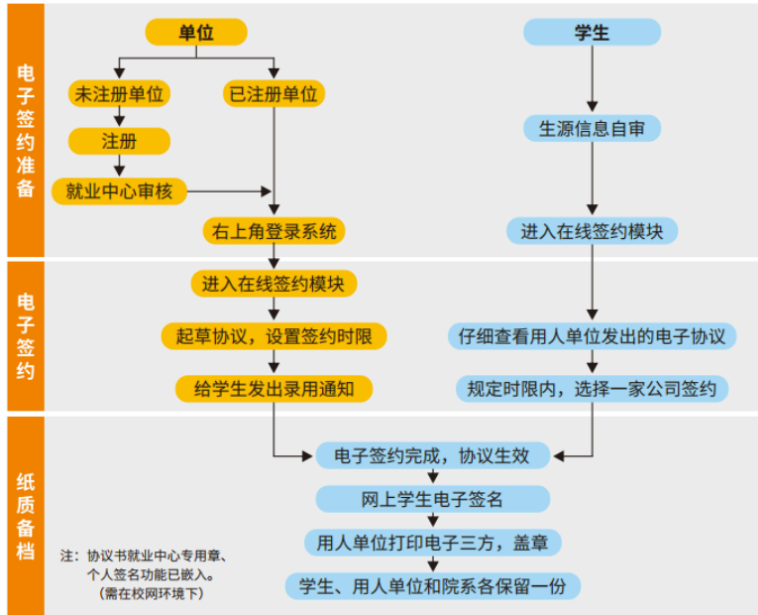 电子签约准备
单位
学生
未注册单位
已注册单位
注册
生源信息自审
就业中心审核
右上角登录系统
进入在线签约模块
电子签约
进入在线签约模块
起草协议，设置签约时限
仔细查看用人单位发出的电子协议
给学生发出录用通知
规定时限内，选择一家公司签约
纸质备档
电子签约完成，协议生效
网上学生电子签名
用人单位打印电子三方，盖章
学生、用人单位和院系各保留一份
注：协议书就业中心专用章、
个人签名功能已嵌入。
（需在校网环境下）